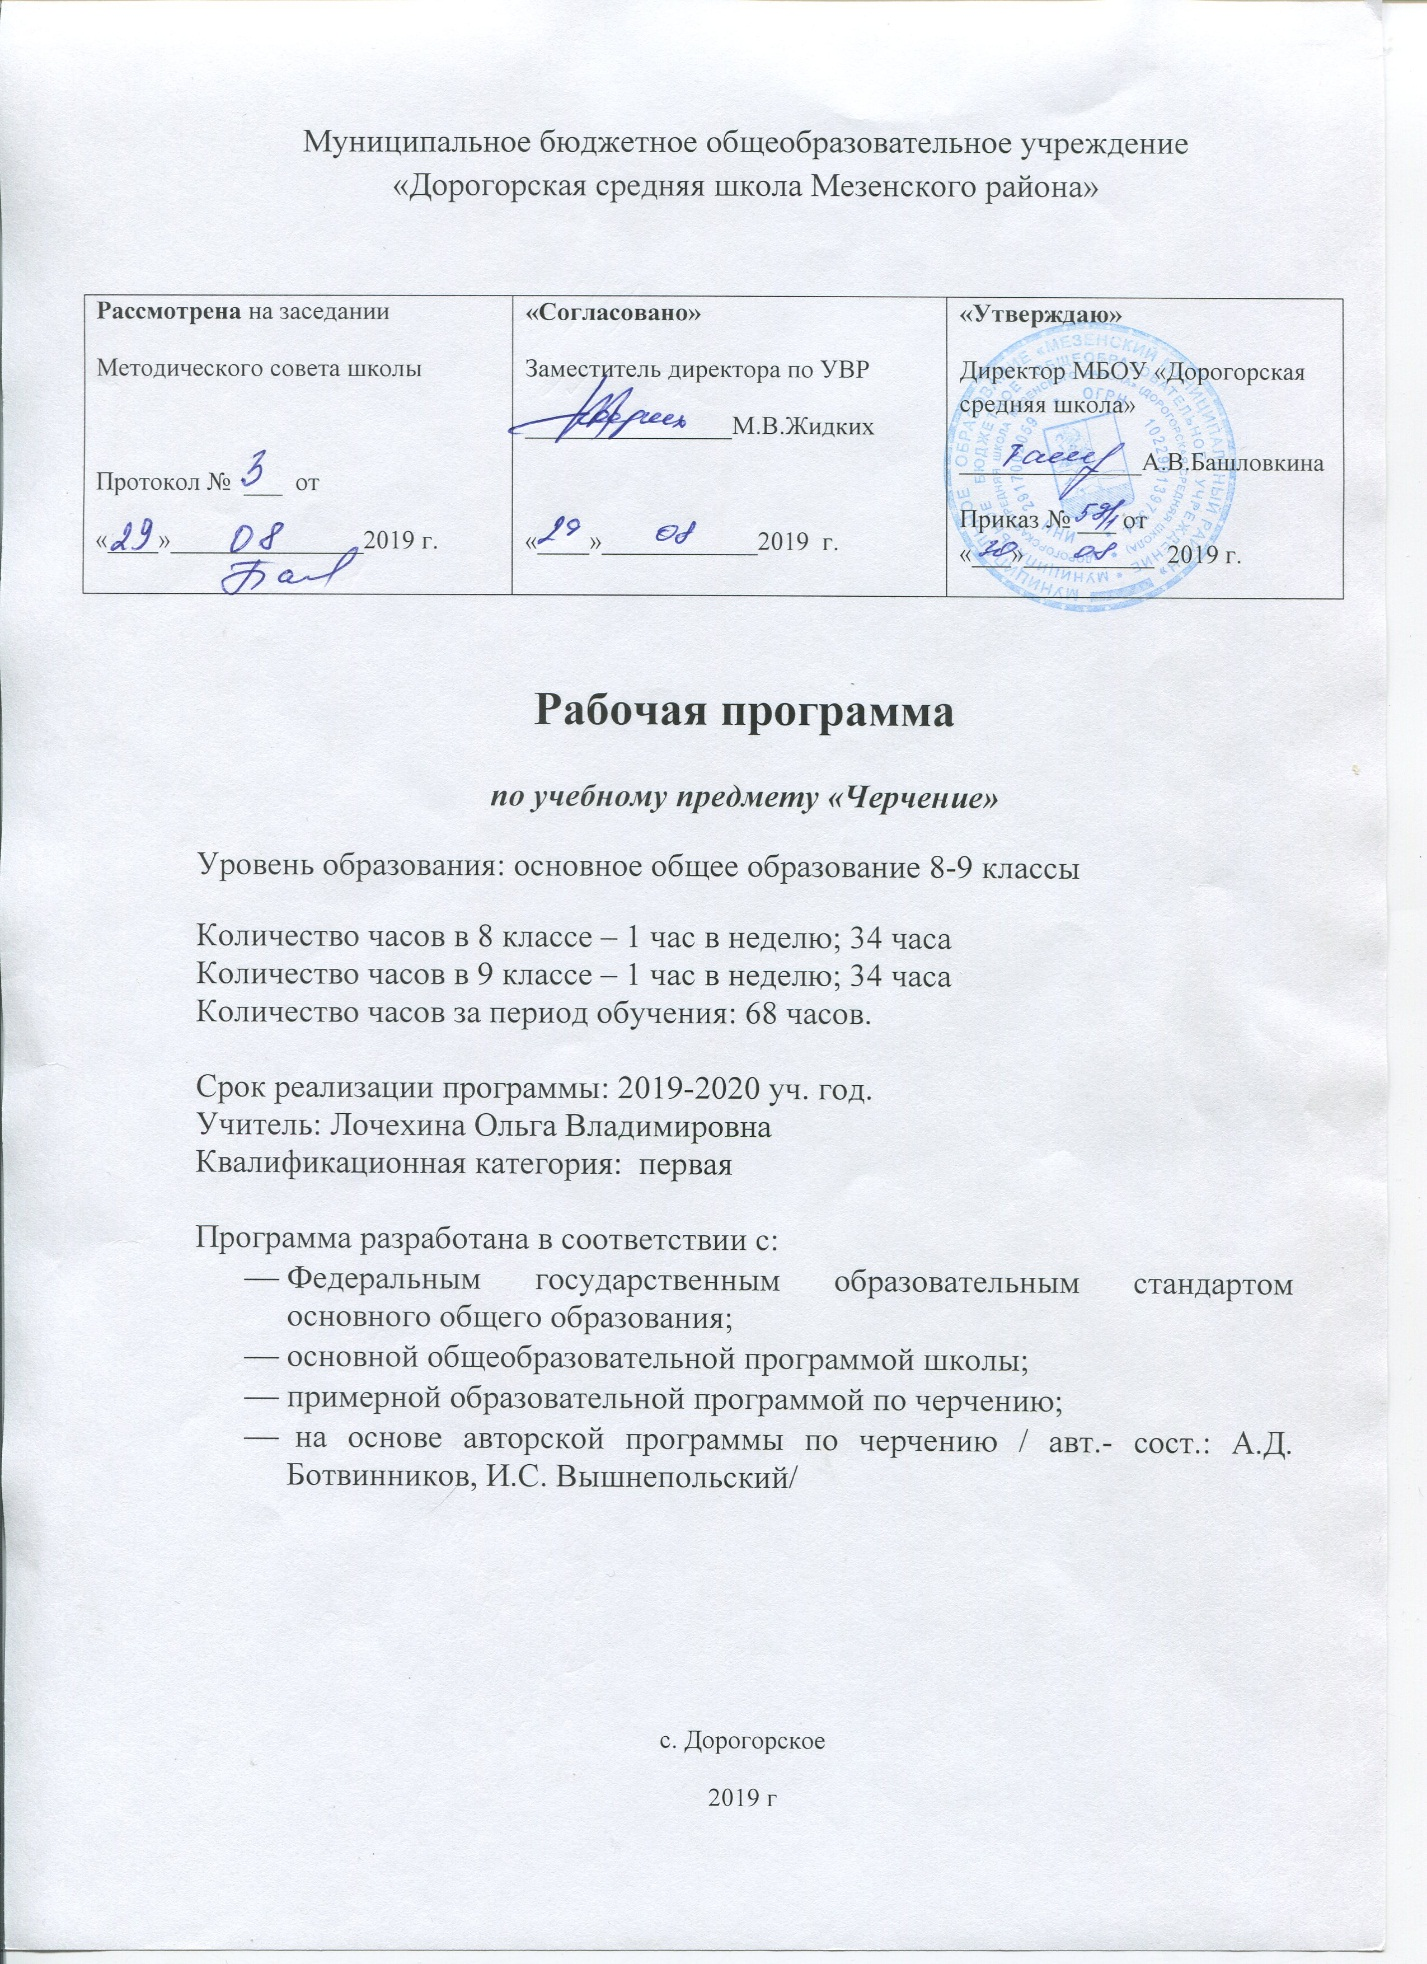 Муниципальное бюджетное общеобразовательное учреждение
«Дорогорская средняя школа Мезенского района»
Рассмотрена на заседании
Методического совета школы
Протокол № 3 от
«29» 08 2019 г.
«Согласовано»
Заместитель директора по УВР
М.В.Жидких
«29» 08 2019 г.
«Утверждаю»
Директор МБОУ «Дорогорская
средняя школа»
А.В.Башловкина
Приказ № 58/1 от
«30» 08 2019 г.
Рабочая программа
по учебному предмету «Черчение»
Уровень образования: основное общее образование 8-9 классы
Количество часов в 8 классе – 1 час в неделю; 34 часа
Количество часов в 9 классе – 1 час в неделю; 34 часа
Количество часов за период обучения: 68 часов.
Срок реализации программы: 2019-2020 уч. год.
Учитель: Лочехина Ольга Владимировна
Квалификационная категория: первая
Программа разработана в соответствии с:
— Федеральным государственным образовательным стандартом
основного общего образования;
— основной общеобразовательной программой школы;
— примерной образовательной программой по черчению;
— на основе авторской программы по черчению / авт.- сост.: А.Д.
Ботвинников, И.С. Вышнепольский/
с. Дорогорское
2019 г